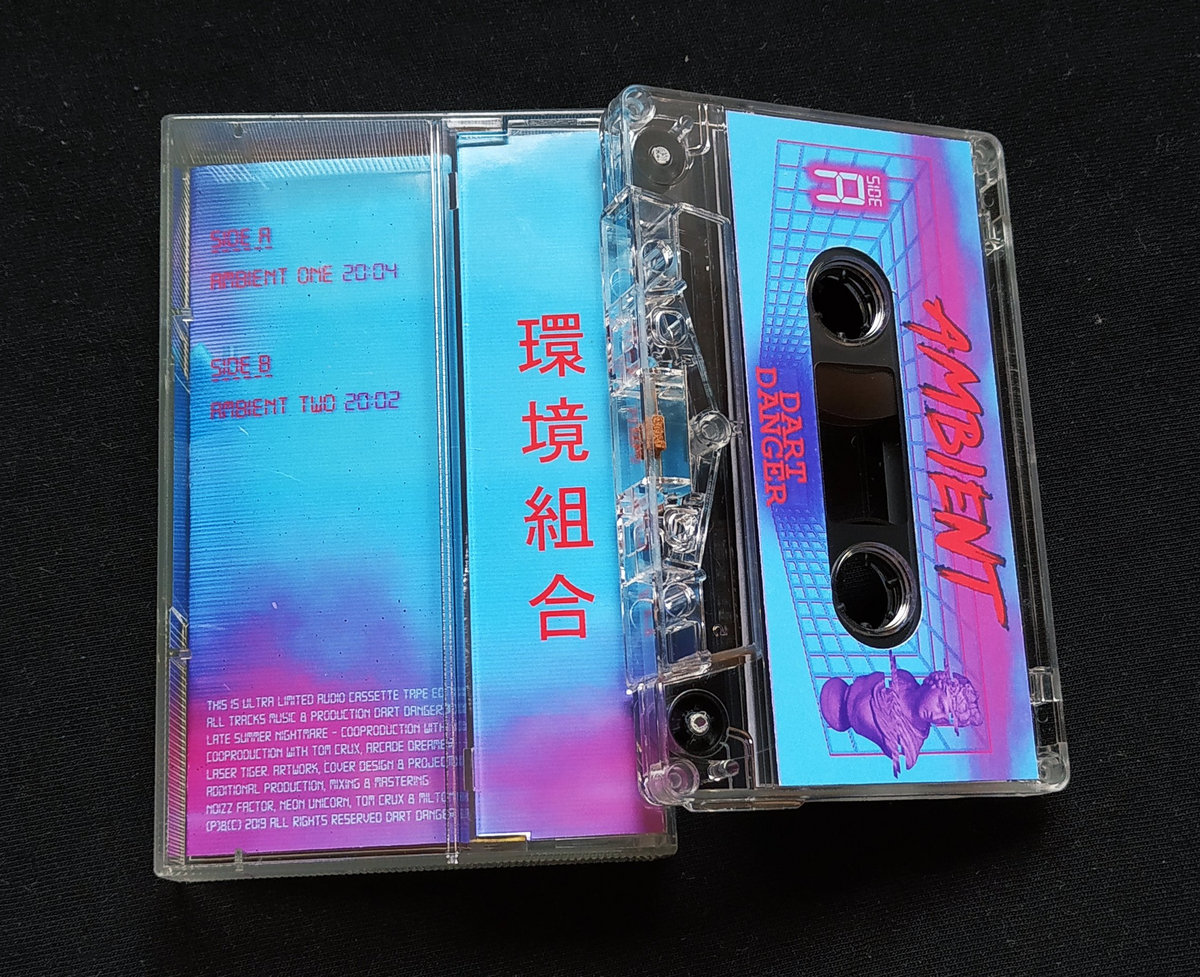 SIDE A
AMBIENT ONE 20:04
SIDE B
AMBIENT TWO 20:02
THIS IS ULTRA LIMITED AUDIO CASSETTE TAPE
ALL TRACKS MUSIC & PRODUCTION DART DANGER
LATE SUMMER NIGHTMARE - COOPRODUCTION WITH
COOPRODUCTION WITH TOM CRUX, ARCADE
LASER TIGER. ARTWORK, COVER DESIGN &
ADDITIONAL PRODUCTION, MIXING & MASTERING
NOIZZ FACTOR, NEON UNICORN, TOM CRUX &
(P)&(C) 2019 ALL RIGHTS RESERVED DART DANGER
環境組合
SIDE
A
AMBIENT
DART
DANGER